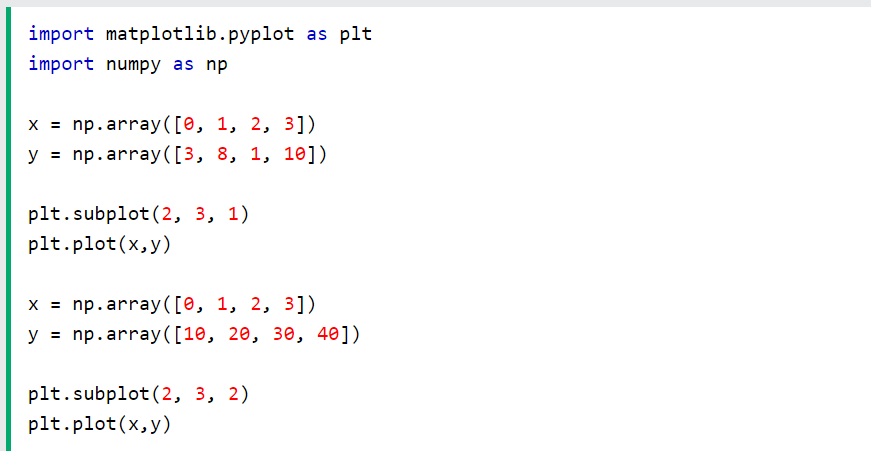 import matplotlib.pyplot as plt
import numpy as np
x = np.array([0, 1, 2, 3])
y = np.array([3, 8, 1, 10])
plt.subplot(2, 3, 1)
plt.plot(x,y)
x = np.array([0, 1, 2, 3])
y = np.array([10, 20, 30, 40])
plt.subplot(2, 3, 2)
plt.plot(x,y)